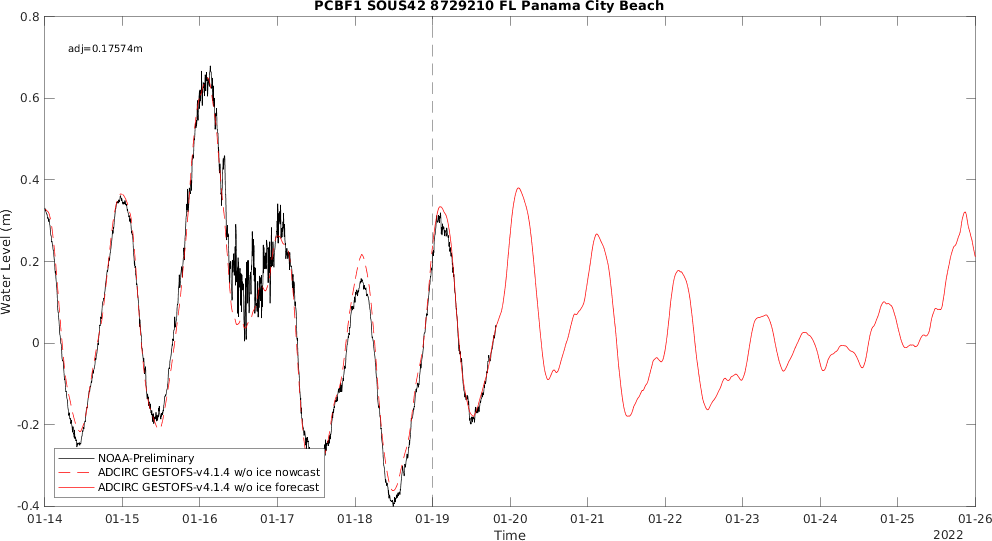 PCBF1 SOUS42 8729210 FL Panama City Beach
0.8
adj=0.17574m
0.6
0.4
0.2
0
-0.2
-0.4
Water Level (m)
NOAA-Preliminary
ADCIRC GESTOFS-v4.1.4 w/o ice nowcast
ADCIRC GESTOFS-v4.1.4 w/o ice forecast
01-14 01-15 01-16 01-17 01-18 01-19 01-20 01-21 01-22 01-23 01-24 01-25 01-26
Time
2022